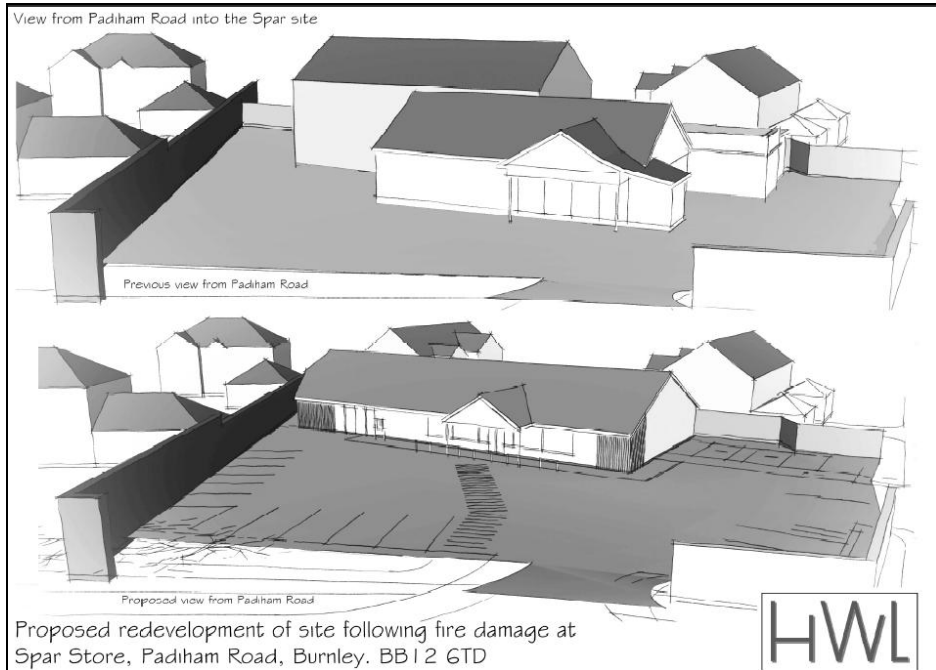 View from Padiham Road into the Spar site
Previous view from Padiham Road
Proposed view from Padiham Road
Proposed redevelopment of site following fire damage at
Spar Store, Padiham Road, Burnley. BB12 6TD
HWL